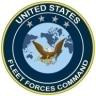 UNITED STATES
FLEET FORCES COMMAND